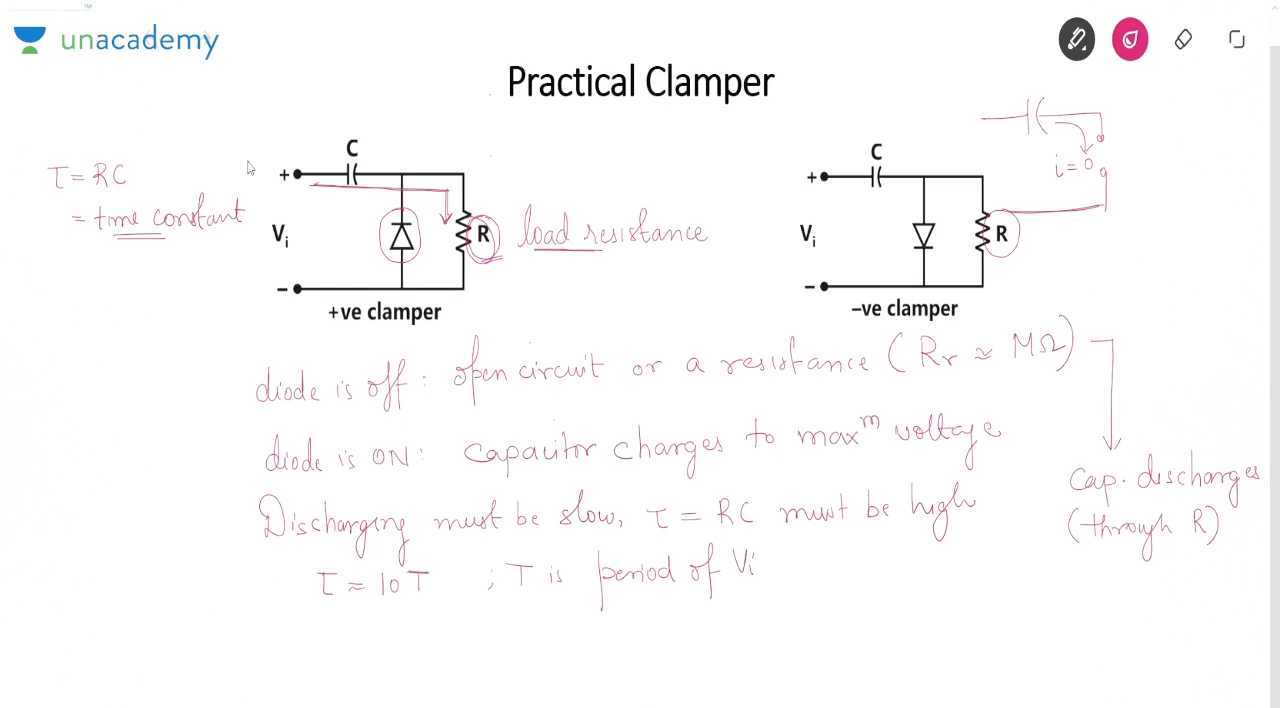 TM
unacademy
Practical Clamper
τ = RC
= time constant
C
+
Vi
-
R
load resistance
+ve clamper
C
+
Vi
-
R
-ve clamper
i = 0
diode is off : open circuit or a resistance (Rr ≈ MΩ)
diode is ON : capacitor charges to max^m voltage
Cap. discharges
(through R)
Discharging must be slow, τ = RC must be high
τ ≈ 10T ; T is period of Vi